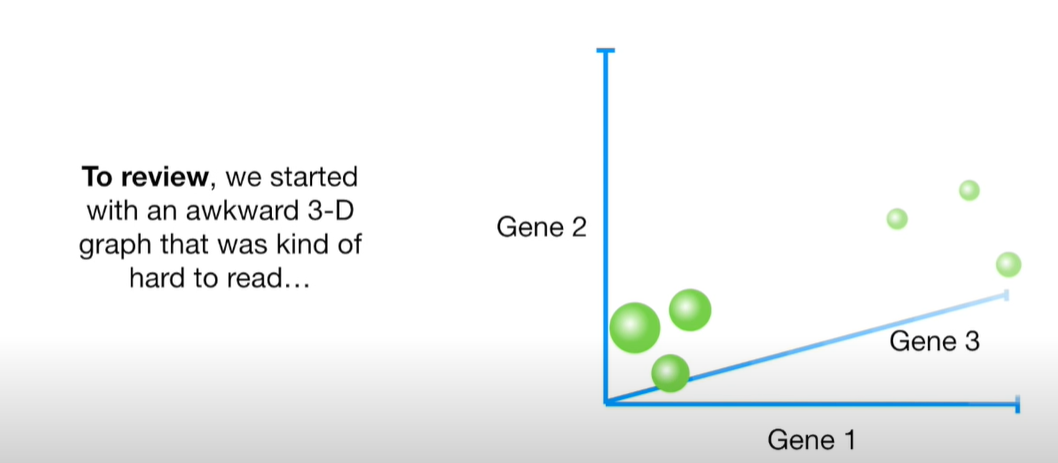 To review, we started
with an awkward 3-D
graph that was kind of
hard to read…
Gene 2
Gene 3
Gene 1